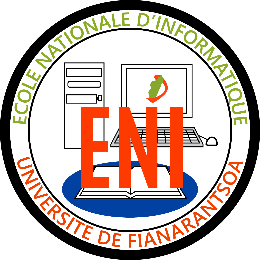 ECOLE NATIONALE D'INFORMATIQUE
ENI
UNIVERSITE DE FIANARANTSOA